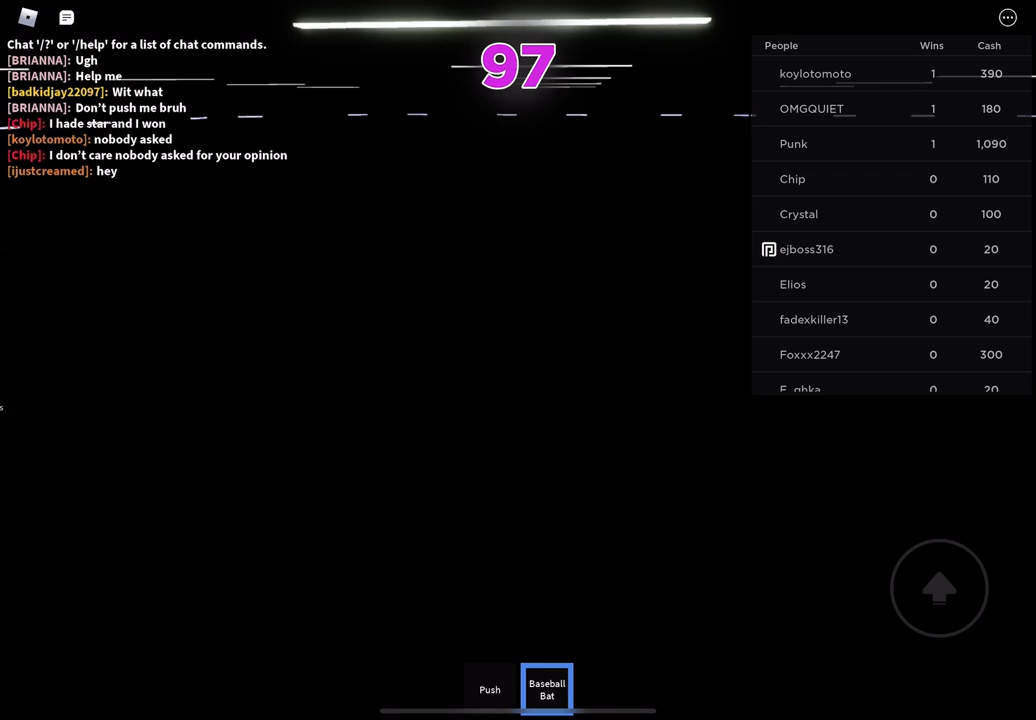 Chat '/?' or '/help' for a list of chat commands.
[BRIANNA]: Ugh
[BRIANNA]: Help me
[badkidjay22097]: Wit what
[BRIANNA]: Don't push me bruh
[Chip]: I hade star and I won
[koylotomoto]: nobody asked
[Chip]: I don't care nobody asked for your opinion
[ijustcreamed]: hey
97
People Wins Cash
koylotomoto 1 390
OMGQUIET 1 180
Punk 1 1,090
Chip 0 110
Crystal 0 100
ejboss316 0 20
Elios 0 20
fadexkiller13 0 40
Foxxx2247 0 300
0 20
s
Push
Baseball
Bat